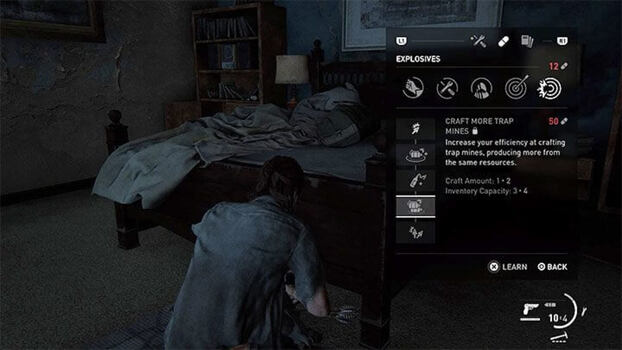 L1
R1
EXPLOSIVES
12
CRAFT MORE TRAP
MINES
50
Increase your efficiency at crafting
trap mines, producing more from
the same resources.
Craft Amount: 1 • 2
Inventory Capacity: 3 • 4
LEARN
BACK
10·4